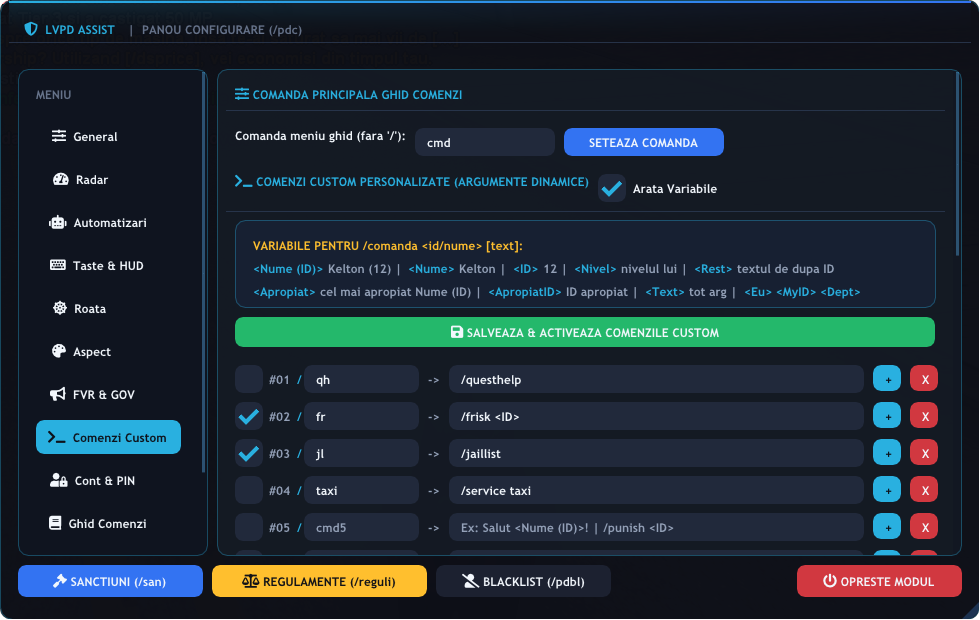 LVPD ASSIST | PANOU CONFIGURARE (/pdc)
MENIU
General
Radar
Automatizari
Taste & HUD
Roata
Aspect
FVR & GOV
Comenzi Custom
Cont & PIN
Ghid Comenzi
COMANDA PRINCIPALA GHID COMENZI
Comanda meniu ghid (fara '/'): cmd SETEAZA COMANDA
COMENZI CUSTOM PERSONALIZATE (ARGUMENTE DINAMICE) Arata Variabile
VARIABILE PENTRU /comanda <id/nume> [text]:
<Nume (ID)> Kelton (12) | <Nume> Kelton | <ID> 12 | <Nivel> nivelul lui | <Rest> textul de dupa ID
<Apropiat> cel mai apropiat Nume (ID) | <ApropiatID> ID apropiat | <Text> tot arg | <Eu> <MyID> <Dept>
SALVEAZA & ACTIVEAZA COMENZILE CUSTOM
#01 / qh -> /questhelp + X
#02 / fr -> /frisk <ID> + X
#03 / jl -> /jaillist + X
#04 / taxi -> /service taxi + X
#05 / cmd5 -> Ex: Salut <Nume (ID)>! | /punish <ID> + X
SANCTIUNI (/san) REGULAMENTE (/reguli) BLACKLIST (/pdbl) OPRESTE MODUL